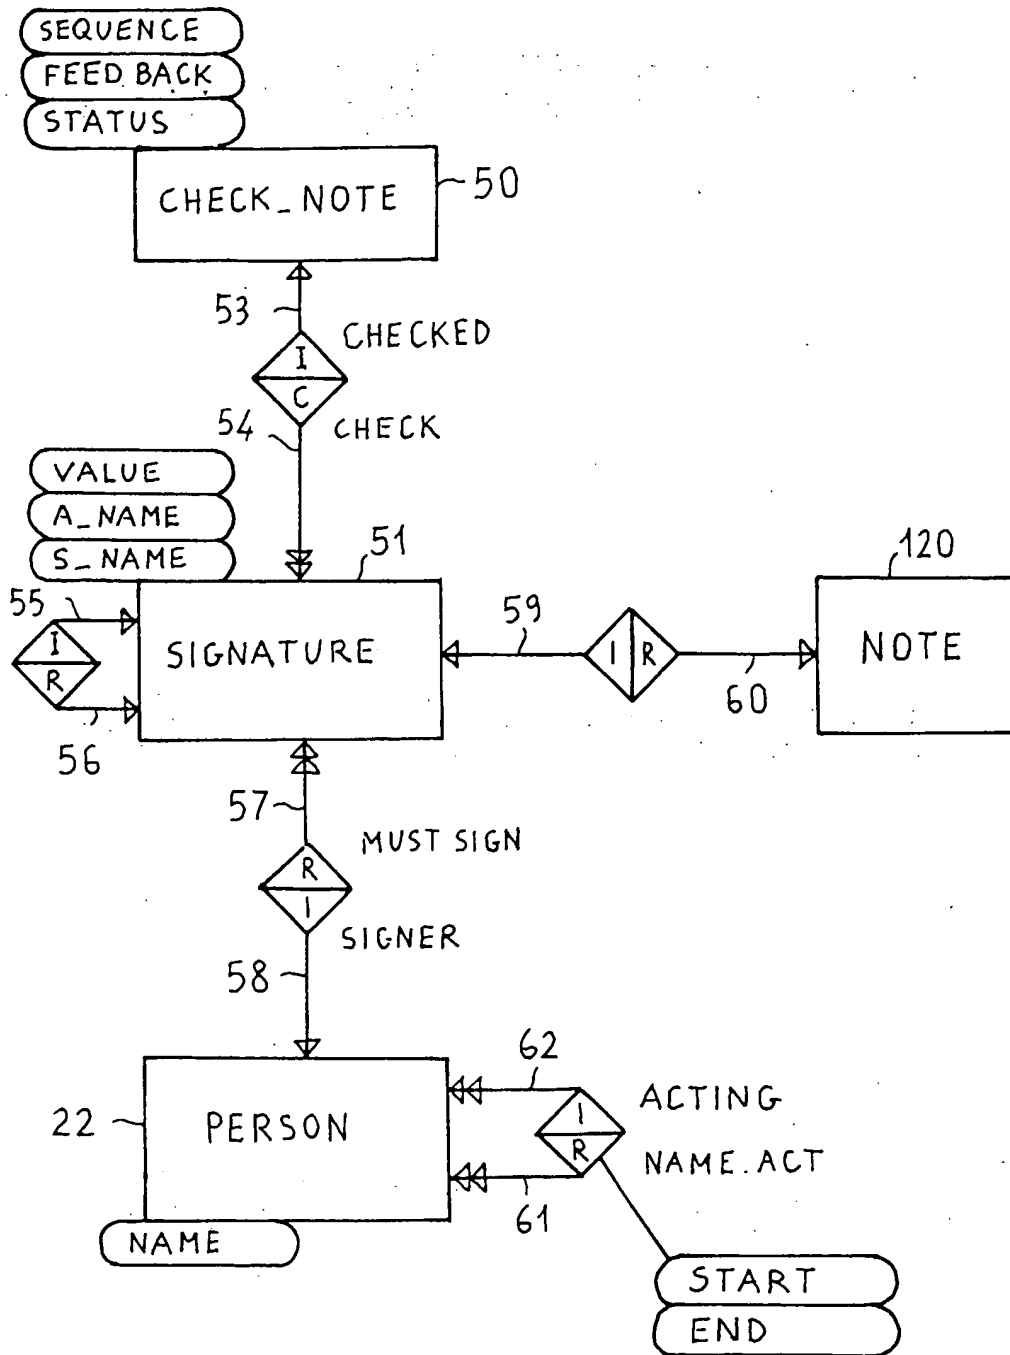 SEQUENCE
FEED BACK
STATUS
CHECK_NOTE
50
53
CHECKED
I
C
54
CHECK
VALUE
A_NAME
S_NAME
51
120
55
59
I
R
SIGNATURE
I
R
NOTE
60
56
57
MUST SIGN
R
I
SIGNER
58
62
ACTING
22
PERSON
I
R
NAME.ACT
61
NAME
START
END